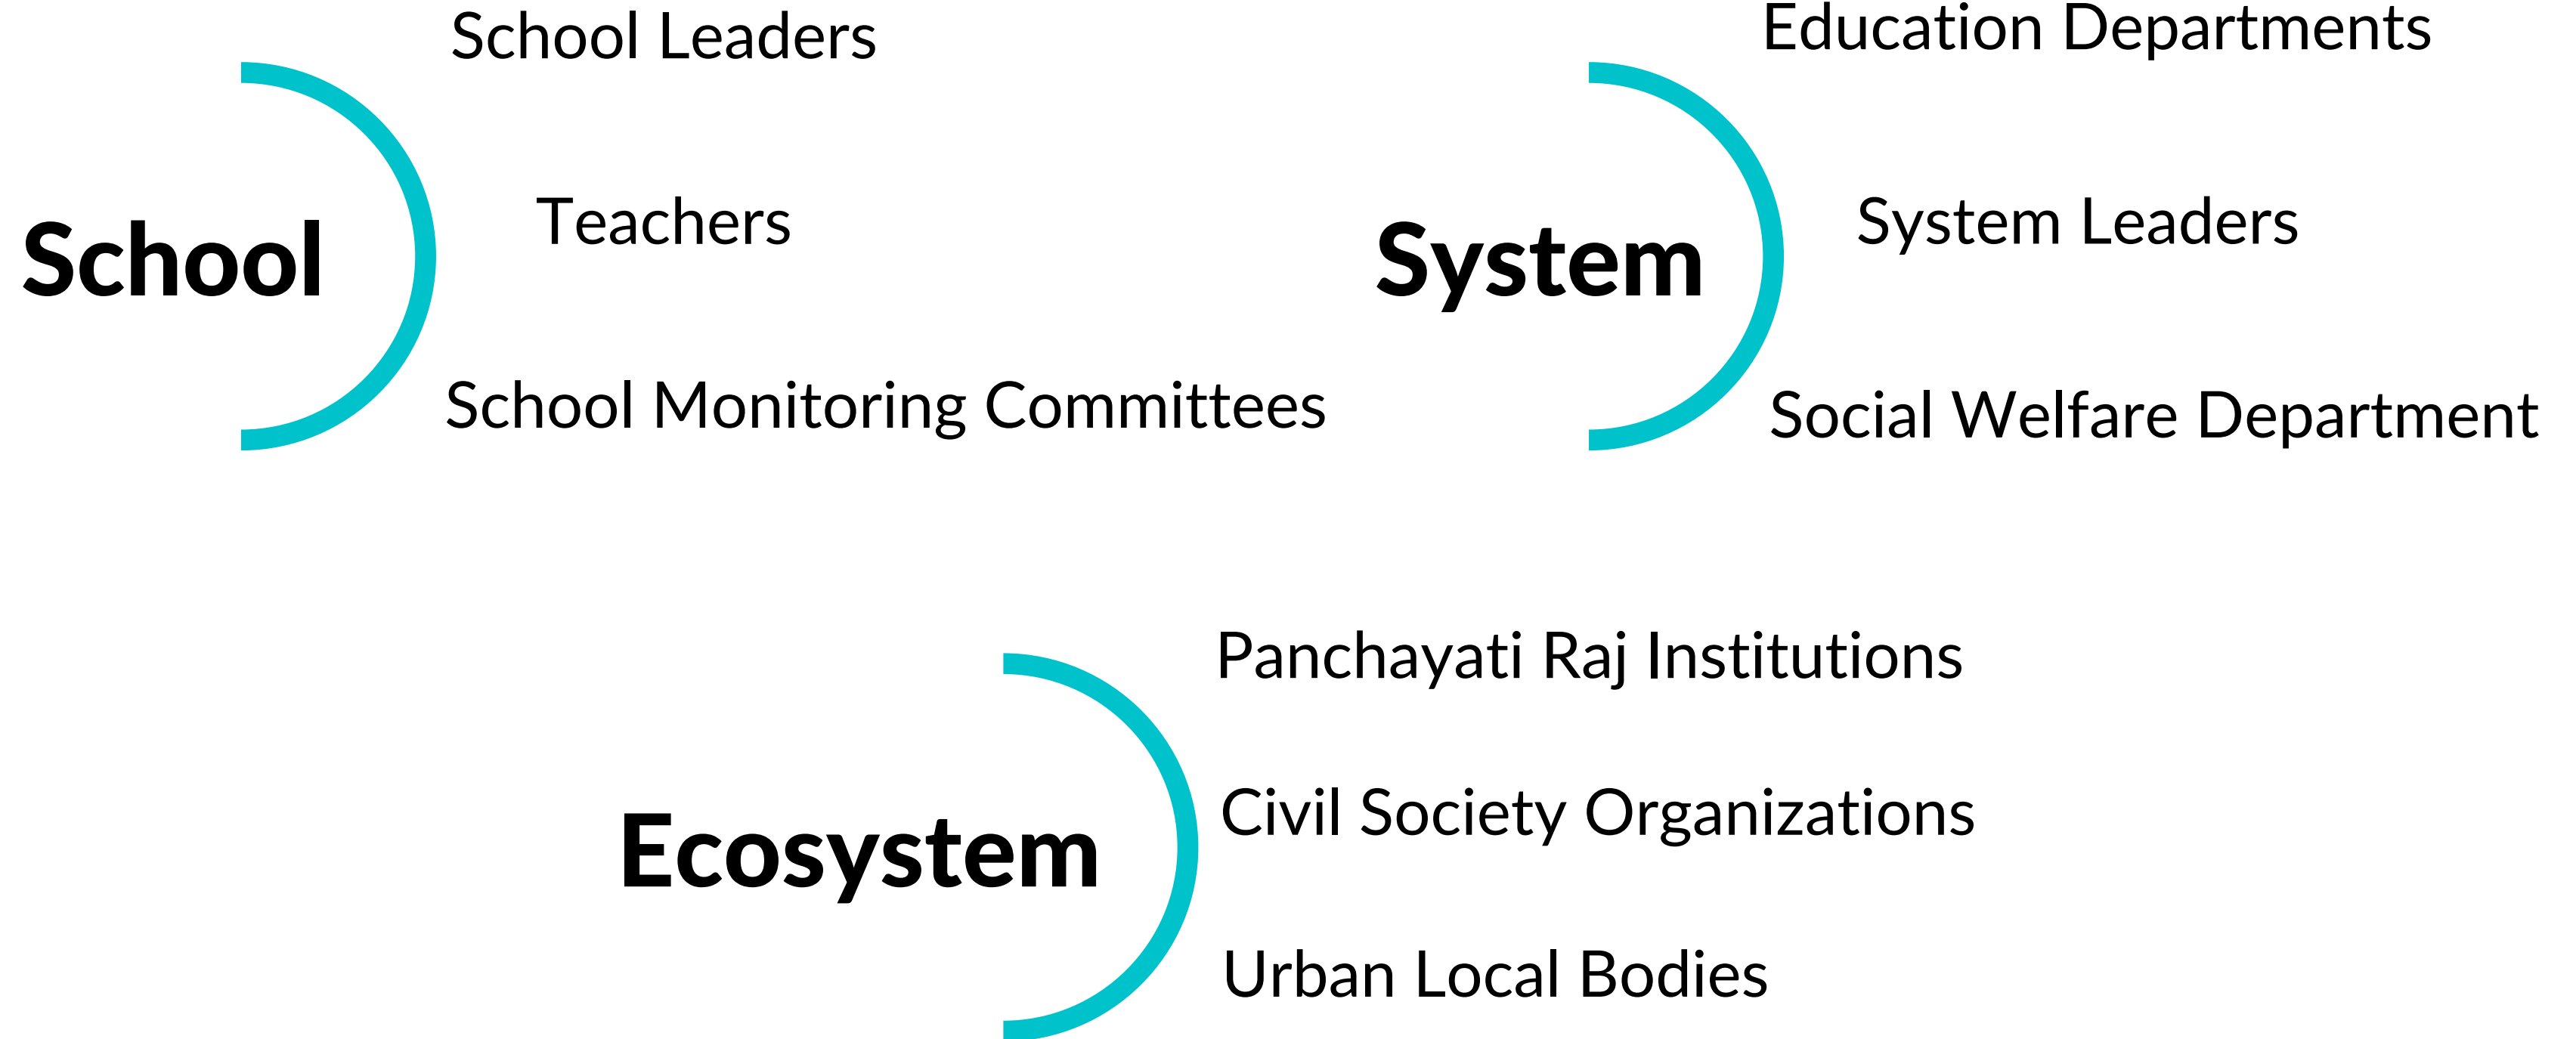 School
School Leaders
Teachers
School Monitoring Committees
System
Education Departments
System Leaders
Social Welfare Department
Ecosystem
Panchayati Raj Institutions
Civil Society Organizations
Urban Local Bodies